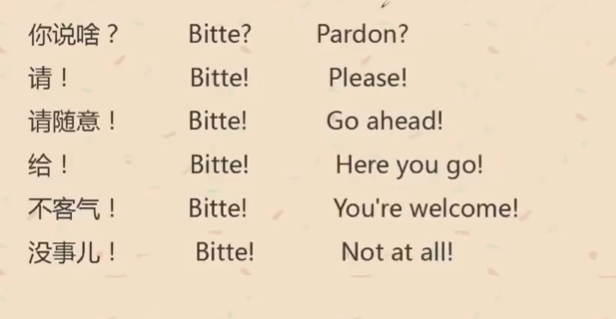 你说啥？ Bitte? Pardon?
请！ Bitte! Please!
请随意！ Bitte! Go ahead!
给！ Bitte! Here you go!
不客气！ Bitte! You're welcome!
没事儿！ Bitte! Not at all!